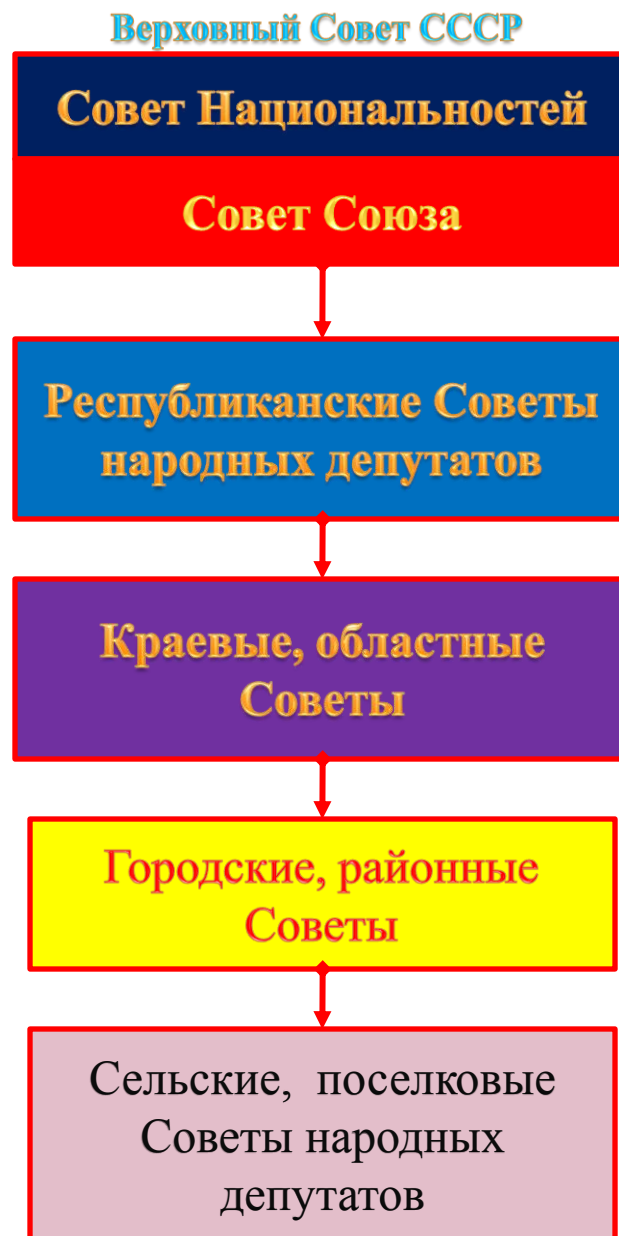 Верховный Совет СССР
Совет Национальностей
Совет Союза
Республиканские Советы
народных депутатов
Краевые, областные
Советы
Городские, районные
Советы
Сельские, поселковые
Советы народных
депутатов